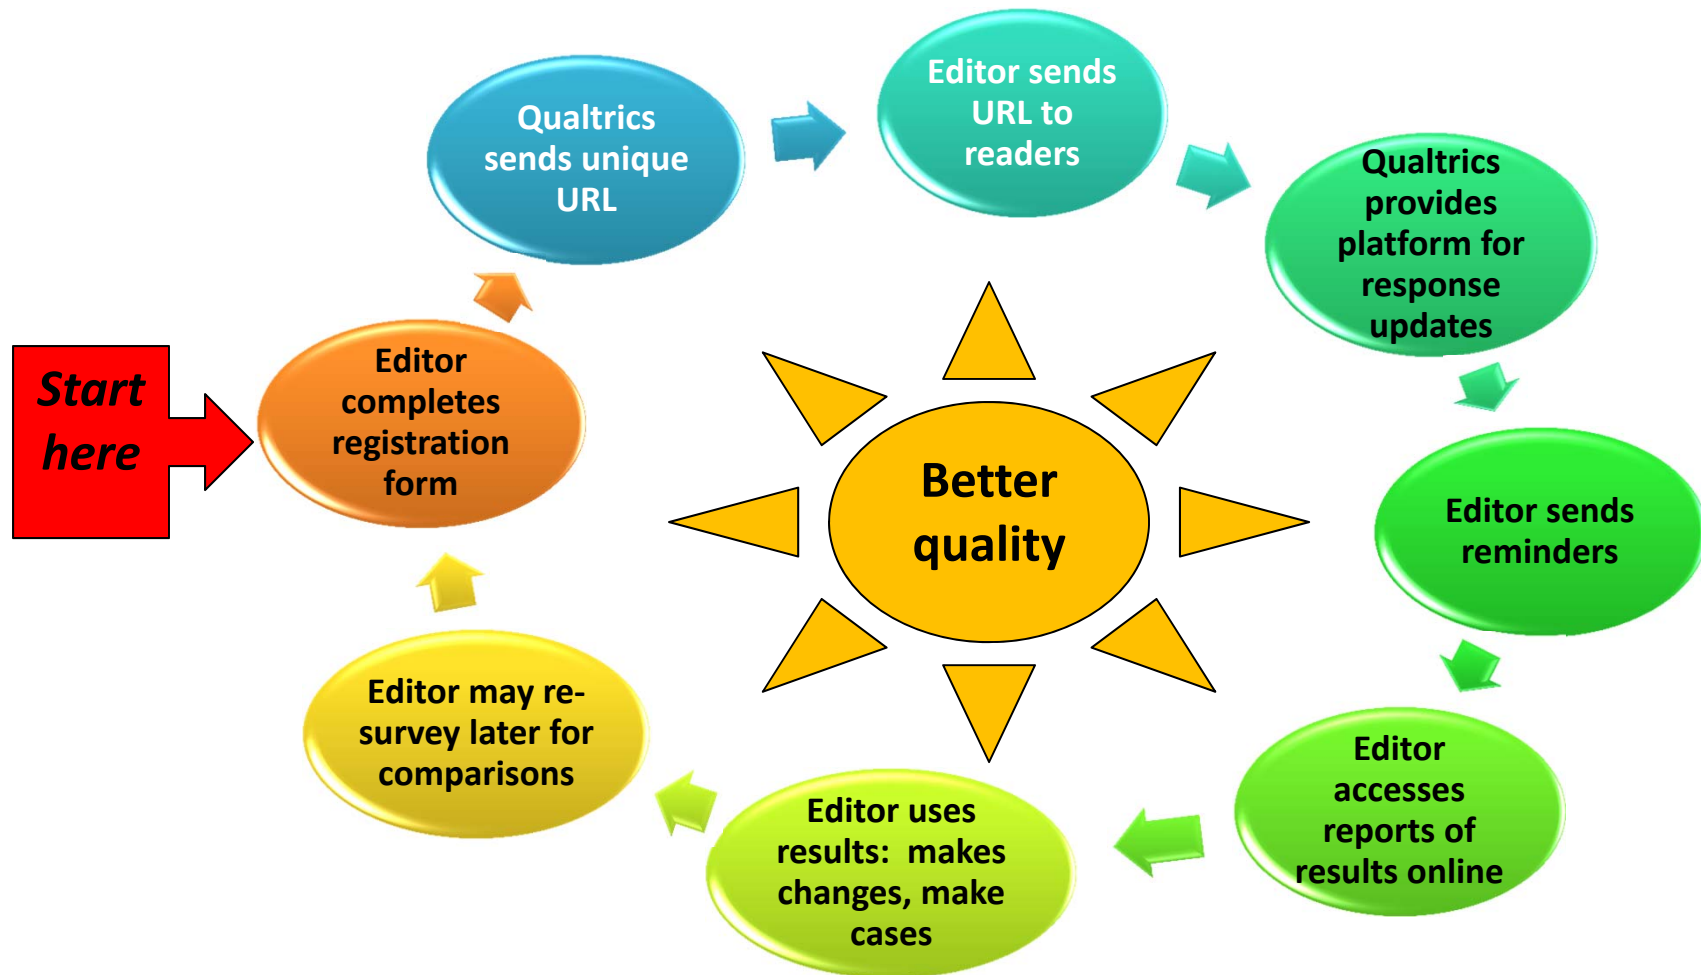 Start
here
Editor
completes
registration
form
Qualtrics
sends unique
URL
Editor sends
URL to
readers
Qualtrics
provides
platform for
response
updates
Editor sends
reminders
Editor
accesses
reports of
results online
Editor uses
results:  makes
changes, make
cases
Editor may re-
survey later for
comparisons
Better
quality